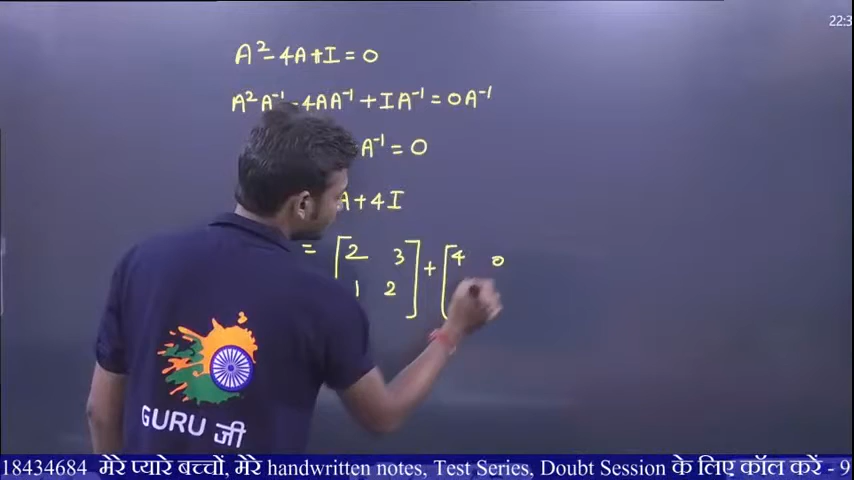 22:3
A² - 4A + I = 0
A²A⁻¹ - 4AA⁻¹ + IA⁻¹ = 0A⁻¹
A⁻¹ = 0
A + 4I
= [2 3 + [4 0
1 2]
GURU जी
18434684 मेरे प्यारे बच्चों, मेरे handwritten notes, Test Series, Doubt Session के लिए कॉल करें - 9